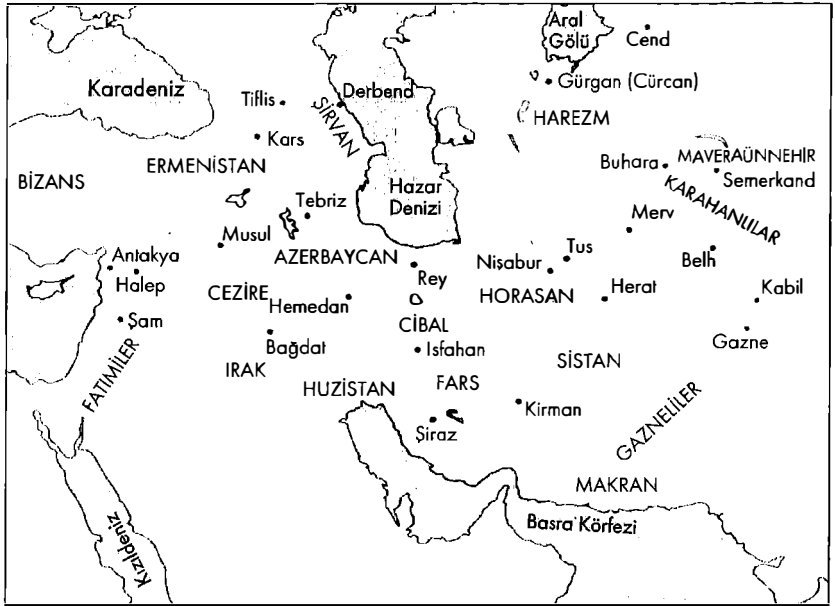 Aral
Gölü
Cend
Karadeniz
Tiflis
ŞİRVAN
Derbend
Gürgan (Cürcan)
HAREZM
Kars
ERMENİSTAN
BİZANS
Hazar
Denizi
Buhara
MAVERAÜNNEHİR
Semerkand
KARAHANLILAR
Tebriz
Merv
Musul
AZERBAYCAN
Rey
Nişabur
Tus
Belh
Antakya
Halep
CEZİRE
Hemedan
HORASAN
Herat
Kabil
Şam
CİBAL
Gazne
Bağdat
Isfahan
SİSTAN
IRAK
FATIMİLER
HUZİSTAN
FARS
Kirman
GAZNELİLER
Şiraz
MAKRAN
Basra Körfezi
Kızıldeniz